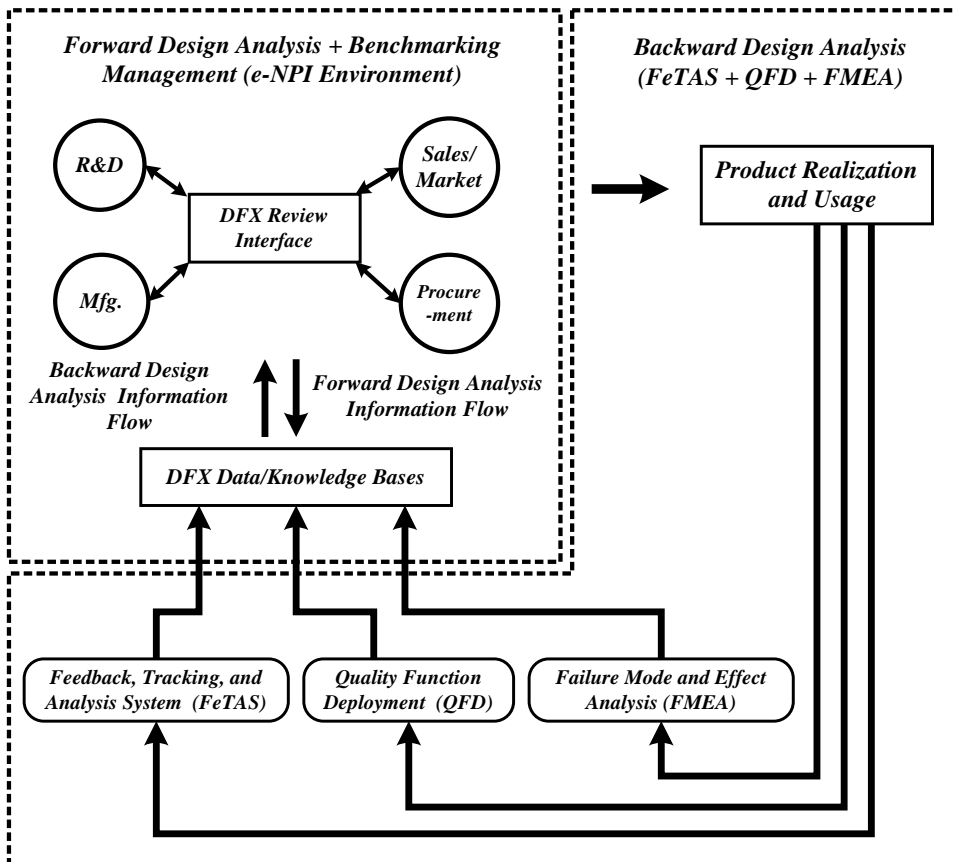 Forward Design Analysis + Benchmarking
Management (e-NPI Environment)
Backward Design Analysis
(FeTAS + QFD + FMEA)
R&D
Sales/
Market
DFX Review
Interface
Product Realization
and Usage
Mfg.
Procure
-ment
Backward Design
Analysis Information
Flow
Forward Design Analysis
Information Flow
DFX Data/Knowledge Bases
Feedback, Tracking, and
Analysis System (FeTAS)
Quality Function
Deployment (QFD)
Failure Mode and Effect
Analysis (FMEA)